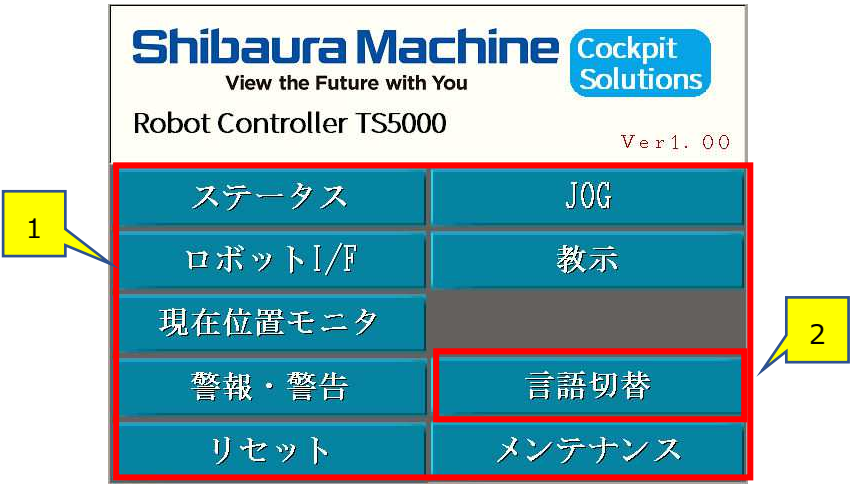 Shibaura Machine
View the Future with You
Cockpit
Solutions
Robot Controller TS5000
Ver1.00
ステータス
JOG
1
ロボットI/F
教示
現在位置モニタ
2
警報・警告
言語切替
リセット
メンテナンス